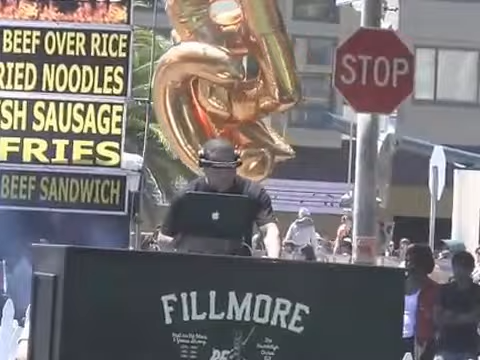 BEEF OVER RICE
RIED NOODLES
SH SAUSAGE
FRIES
BEEF SANDWICH
STOP
FILLMORE